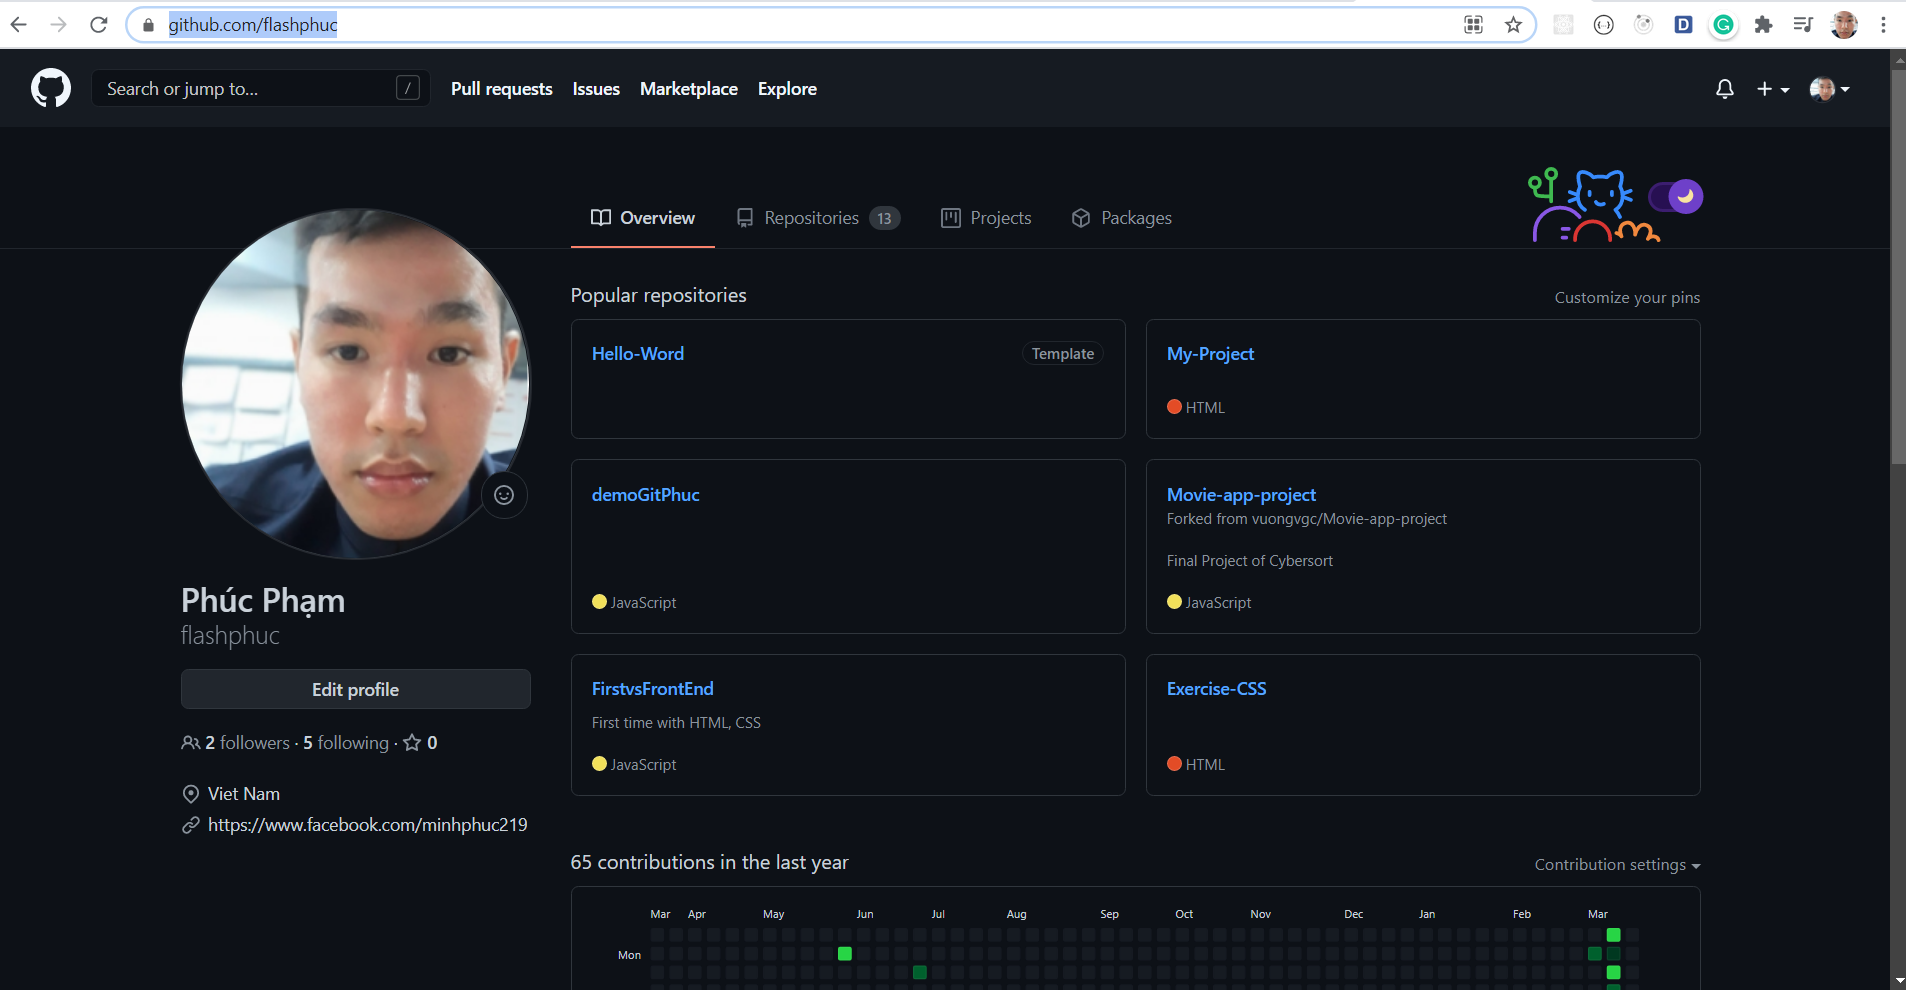 github.com/flashphuc
Search or jump to... /
Pull requests
Issues
Marketplace
Explore
Overview
Repositories 13
Projects
Packages
Popular repositories
Customize your pins
Hello-Word
Template
My-Project
HTML
demoGitPhuc
JavaScript
Movie-app-project
Forked from vuongvgc/Movie-app-project
Final Project of Cybersort
JavaScript
FirstvsFrontEnd
First time with HTML, CSS
JavaScript
Exercise-CSS
HTML
Phúc Phạm
flashphuc
Edit profile
2 followers · 5 following · 0
Viet Nam
https://www.facebook.com/minhphuc219
65 contributions in the last year
Contribution settings
Mar Apr May Jun Jul Aug Sep Oct Nov Dec Jan Feb Mar
Mon